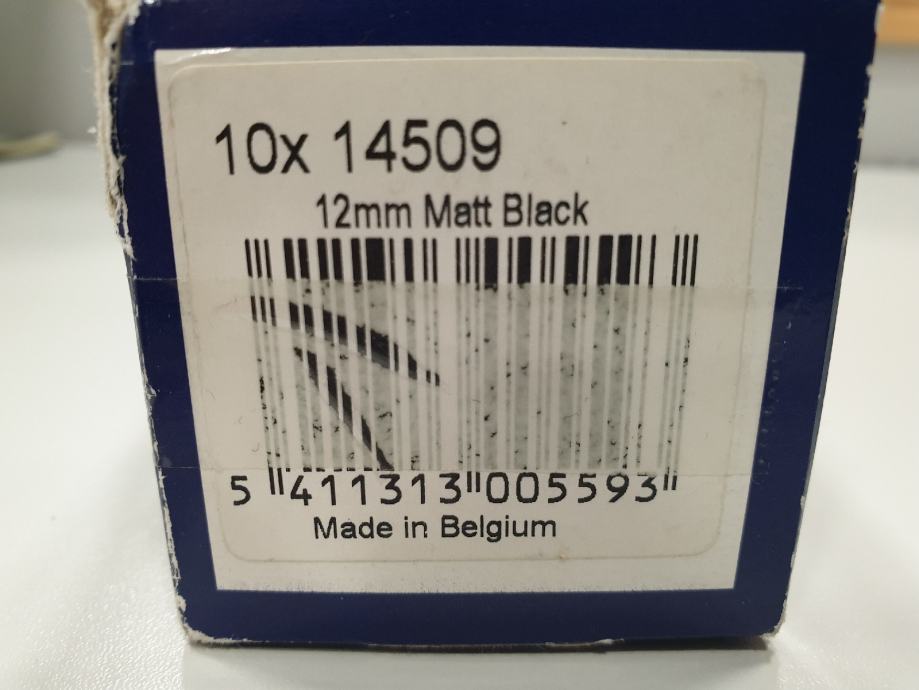 10x 14509
12mm Matt Black
5 411313 005593
Made in Belgium